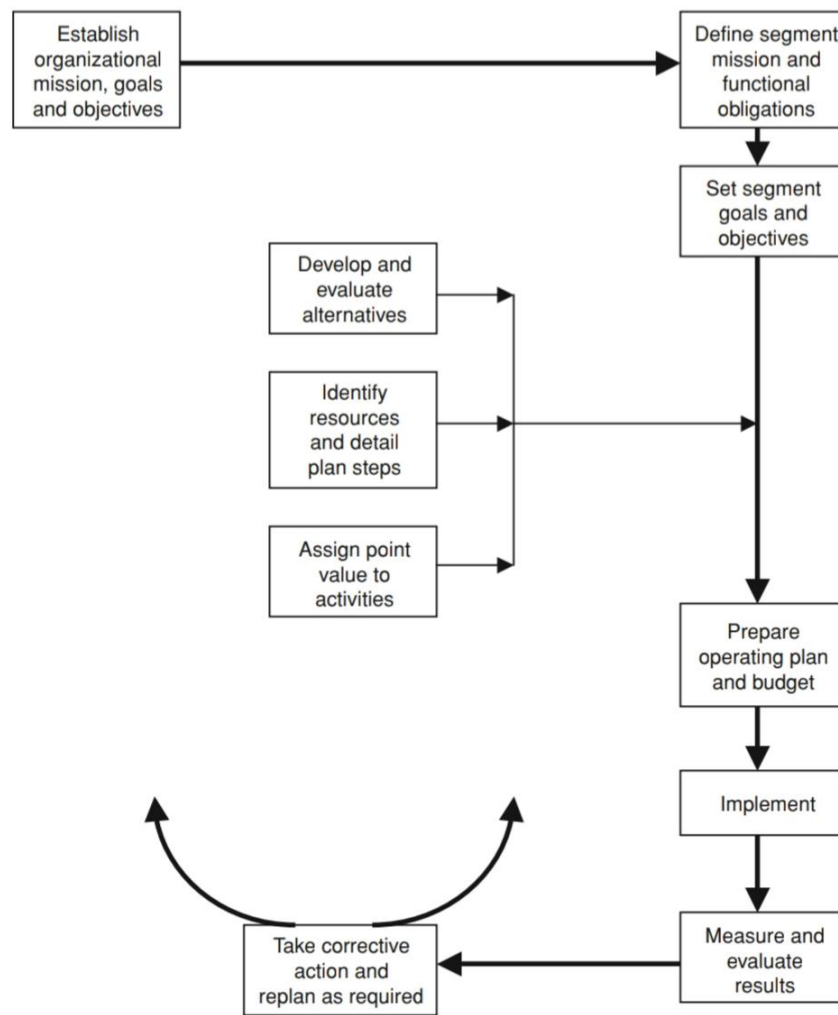 Establish
organizational
mission, goals
and objectives
Define segment
mission and
functional
obligations
Set segment
goals and
objectives
Develop and
evaluate
alternatives
Identify
resources
and detail
plan steps
Assign point
value to
activities
Prepare
operating plan
and budget
Implement
Measure and
evaluate
results
Take corrective
action and
replan as required